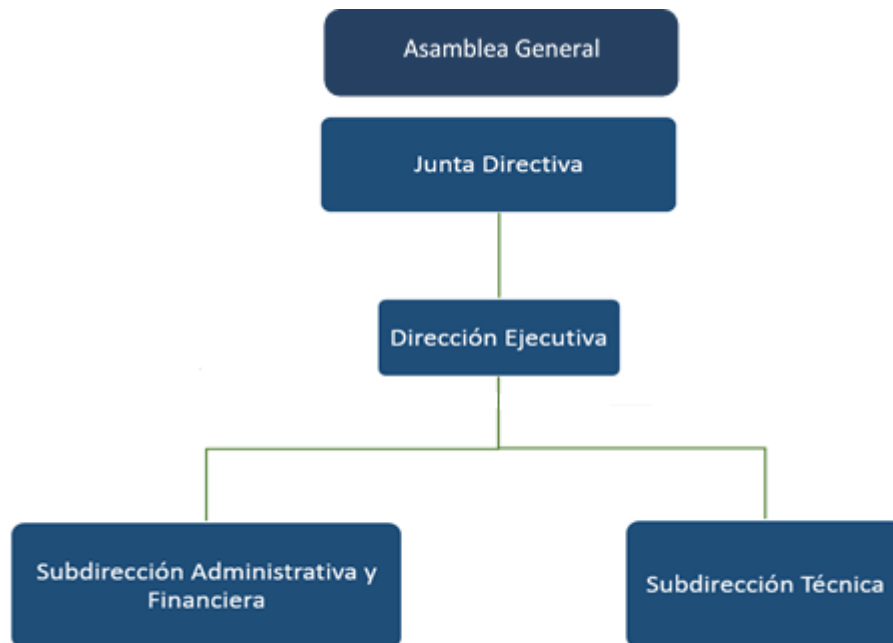 Asamblea General
Junta Directiva
Dirección Ejecutiva
Subdirección Administrativa y
Financiera
Subdirección Técnica